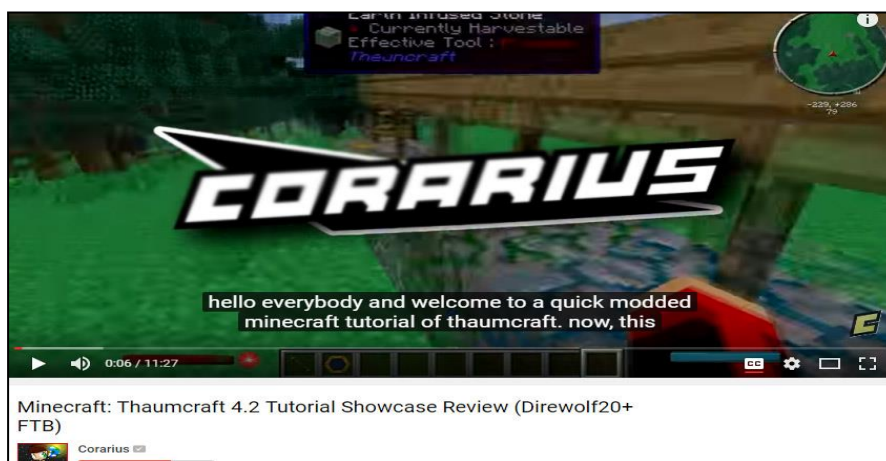 Earth Infused Stone
Currently Harvestable
Effective Tool :
-229, +286
79
CORARIUS
hello everybody and welcome to a quick modded
minecraft tutorial of thaumcraft. now, this
0:06 / 11:27
CC
Minecraft: Thaumcraft 4.2 Tutorial Showcase Review (Direwolf20+
FTB)
Corarius